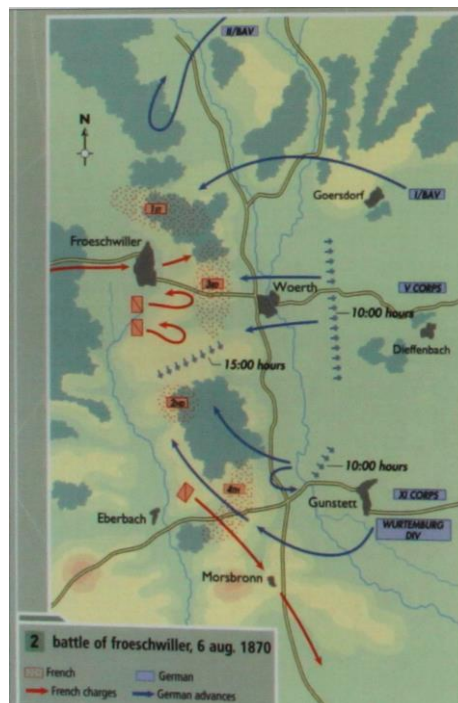 II/BAV
N
Goersdorf
I/BAV
1ST
Froeschwiller
3RD
Woerth
V CORPS
10:00 hours
Dieffenbach
15:00 hours
2ND
10:00 hours
4TH
Gunstett
XI CORPS
Eberbach
WURTEMBURG
DIV
Morsbronn
2 battle of froeschwiller, 6 aug. 1870
French German
French charges German advances